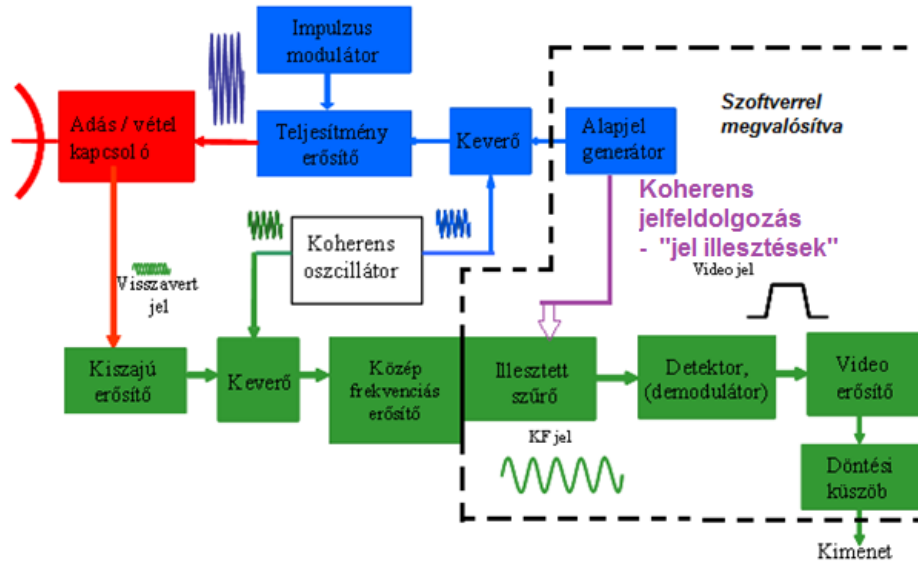 Impulzus
modulátor
Szoftverrel
megvalósítva
Adás / vétel
kapcsoló
Teljesítmény
erősítő
Keverő
Alapjel
generátor
Koherens
jelfeldolgozás
- "jel illesztések"
Koherens
oszcillátor
Video jel
Visszavert
jel
Kiszajú
erősítő
Keverő
Közép
frekvenciás
erősítő
Illesztett
szűrő
Detektor,
(demodulátor)
Video
erősítő
KF jel
Döntési
küszöb
Kimenet